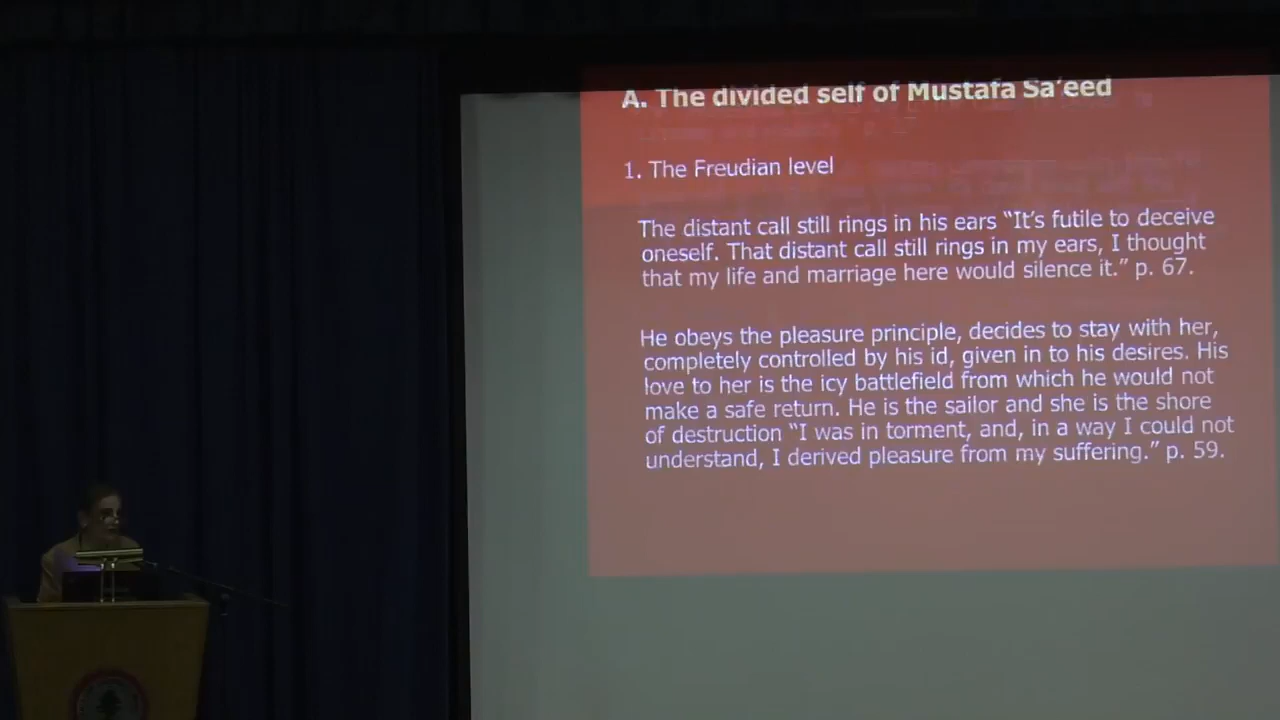 A. The divided self of Mustafa Sa'eed
1. The Freudian level
The distant call still rings in his ears “It's futile to deceive
oneself. That distant call still rings in my ears, I thought
that my life and marriage here would silence it.” p. 67.
He obeys the pleasure principle, decides to stay with her,
completely controlled by his id, given in to his desires. His
love to her is the icy battlefield from which he would not
make a safe return. He is the sailor and she is the shore
of destruction “I was in torment, and, in a way I could not
understand, I derived pleasure from my suffering.” p. 59.